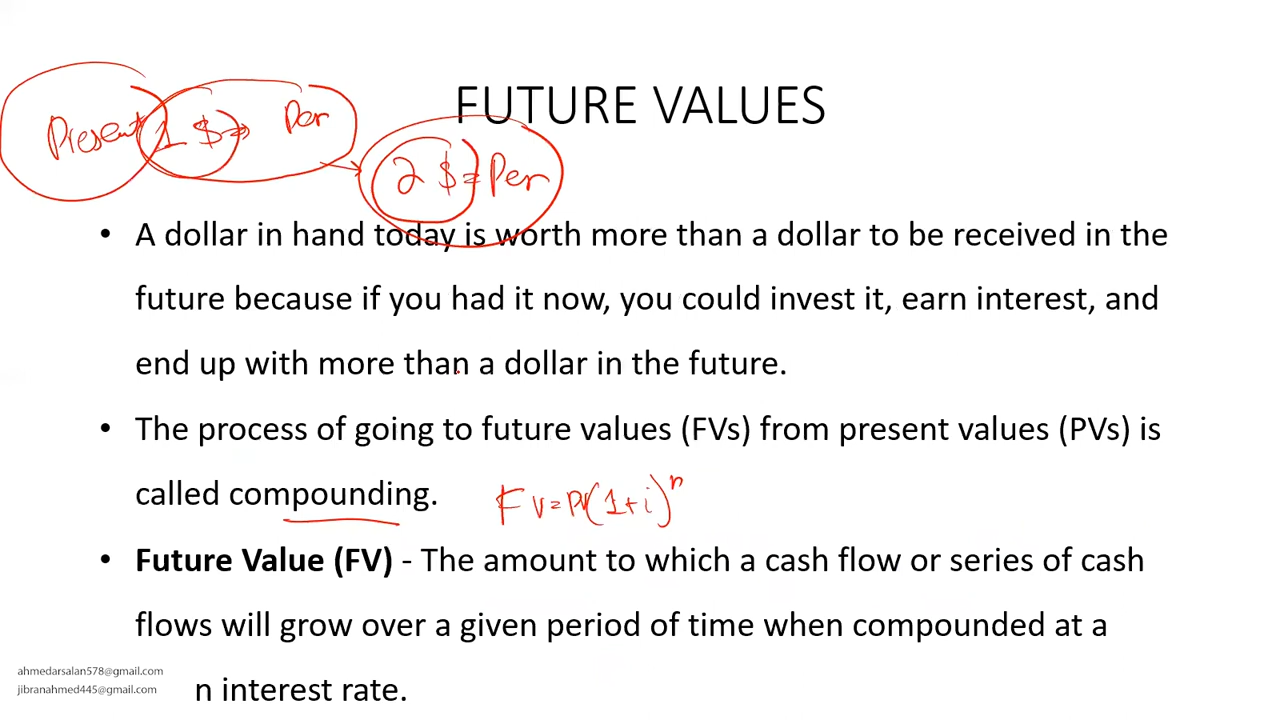 FUTURE VALUES
Present 1 $ => Per
2 $ = Per
• A dollar in hand today is worth more than a dollar to be received in the
future because if you had it now, you could invest it, earn interest, and
end up with more than a dollar in the future.
• The process of going to future values (FVs) from present values (PVs) is
called compounding.
FV=PV(1+i)^n
• Future Value (FV) - The amount to which a cash flow or series of cash
flows will grow over a given period of time when compounded at a
n interest rate.
ahmedarsalan578@gmail.com
jibranahmed445@gmail.com